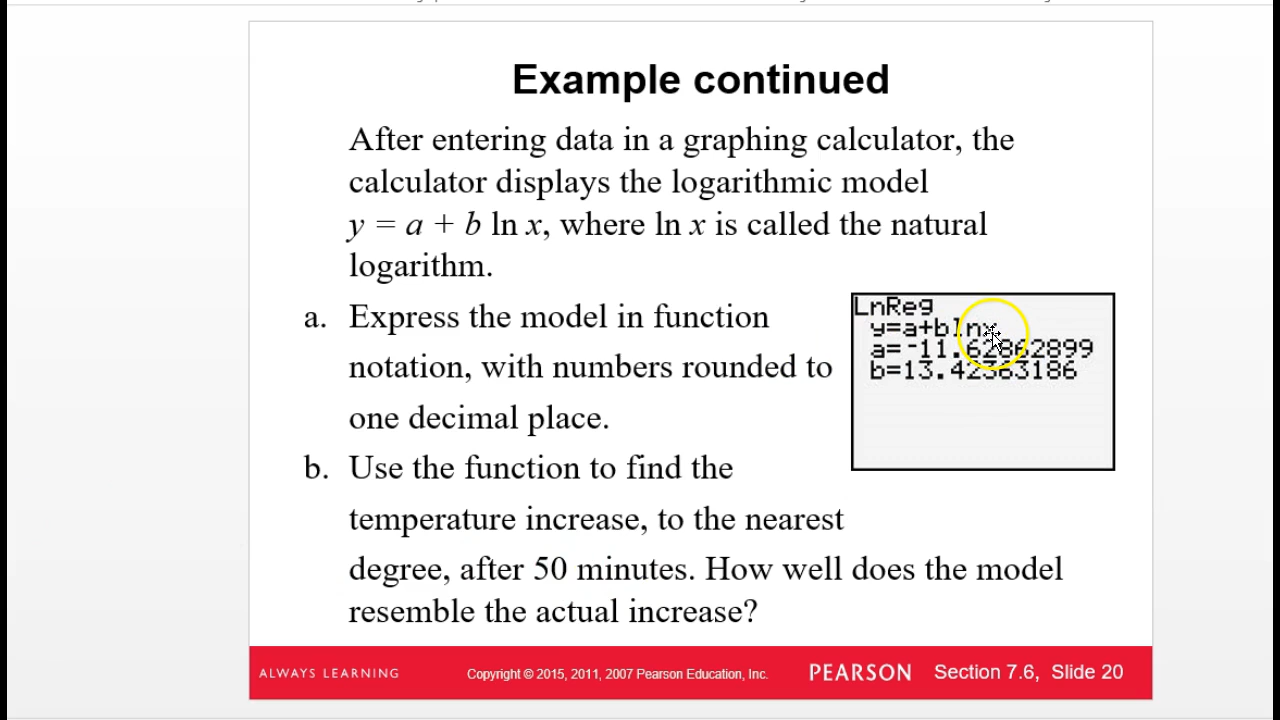 Example continued
After entering data in a graphing calculator, the
calculator displays the logarithmic model
y = a + b ln x, where ln x is called the natural
logarithm.
a. Express the model in function
notation, with numbers rounded to
one decimal place.
LnReg
y=a+blnx
a=-11.62862899
b=13.42363186
b. Use the function to find the
temperature increase, to the nearest
degree, after 50 minutes. How well does the model
resemble the actual increase?
ALWAYS LEARNING Copyright © 2015, 2011, 2007 Pearson Education, Inc. PEARSON Section 7.6, Slide 20